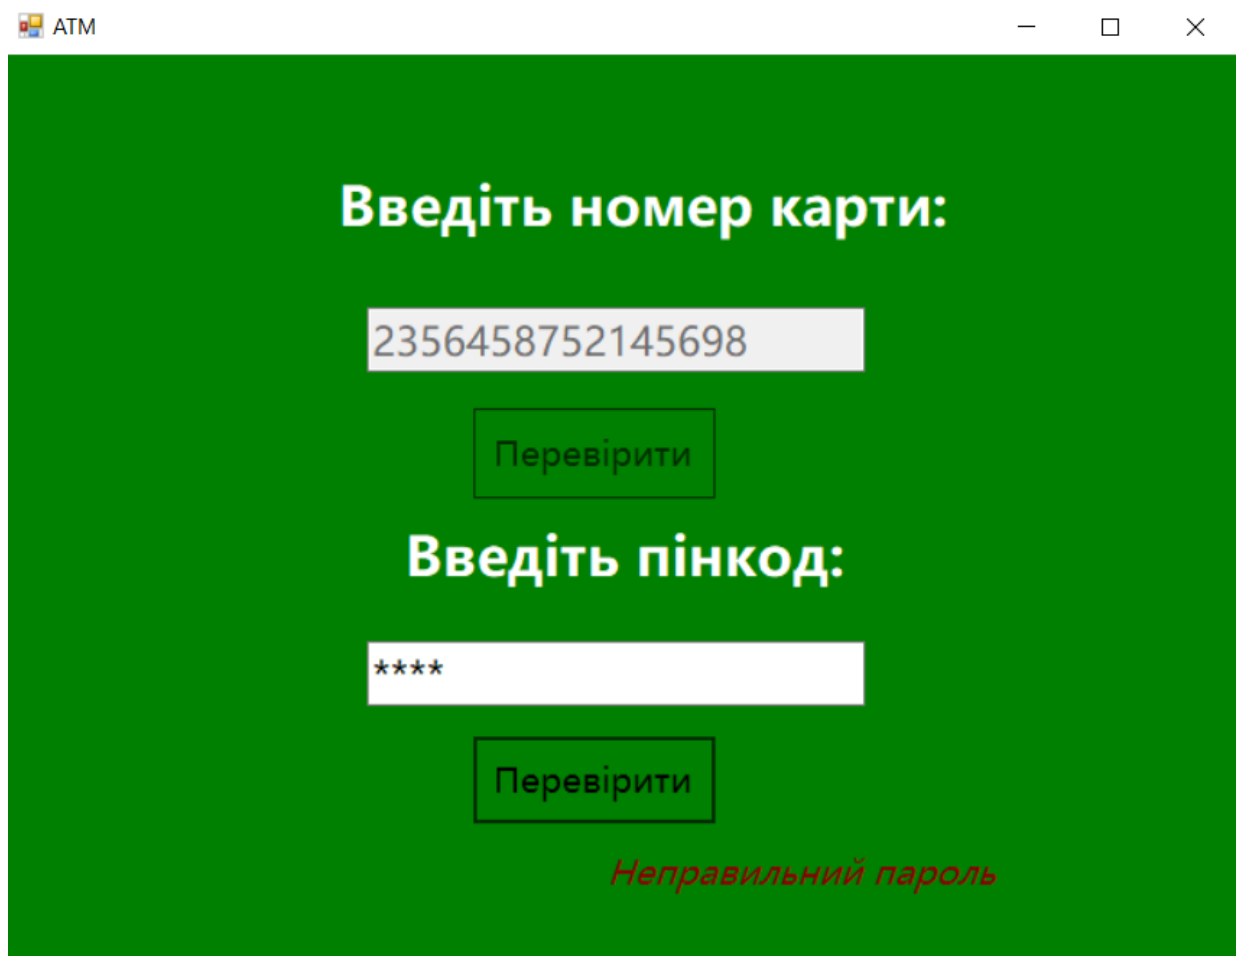 ATM
Введіть номер карти:
2356458752145698
Перевірити
Введіть пінкод:
****
Перевірити
Неправильний пароль